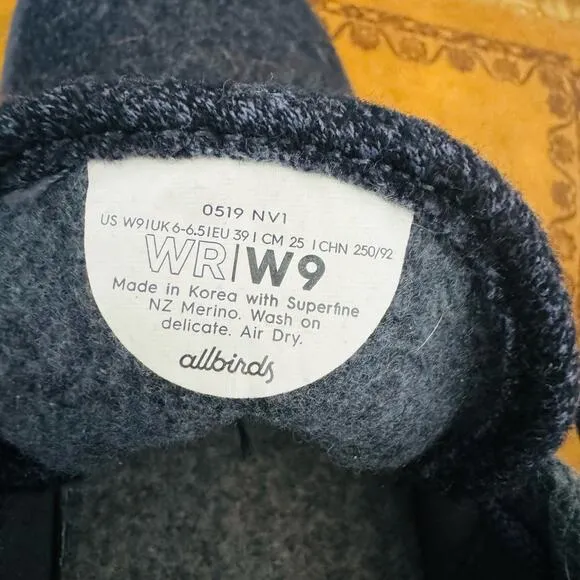 0519 NV1
US W9|UK 6-6.5|EU 39| CM 25 | CHN 250/92
WR|W9
Made in Korea with Superfine
NZ Merino. Wash on
delicate. Air Dry.
allbirds